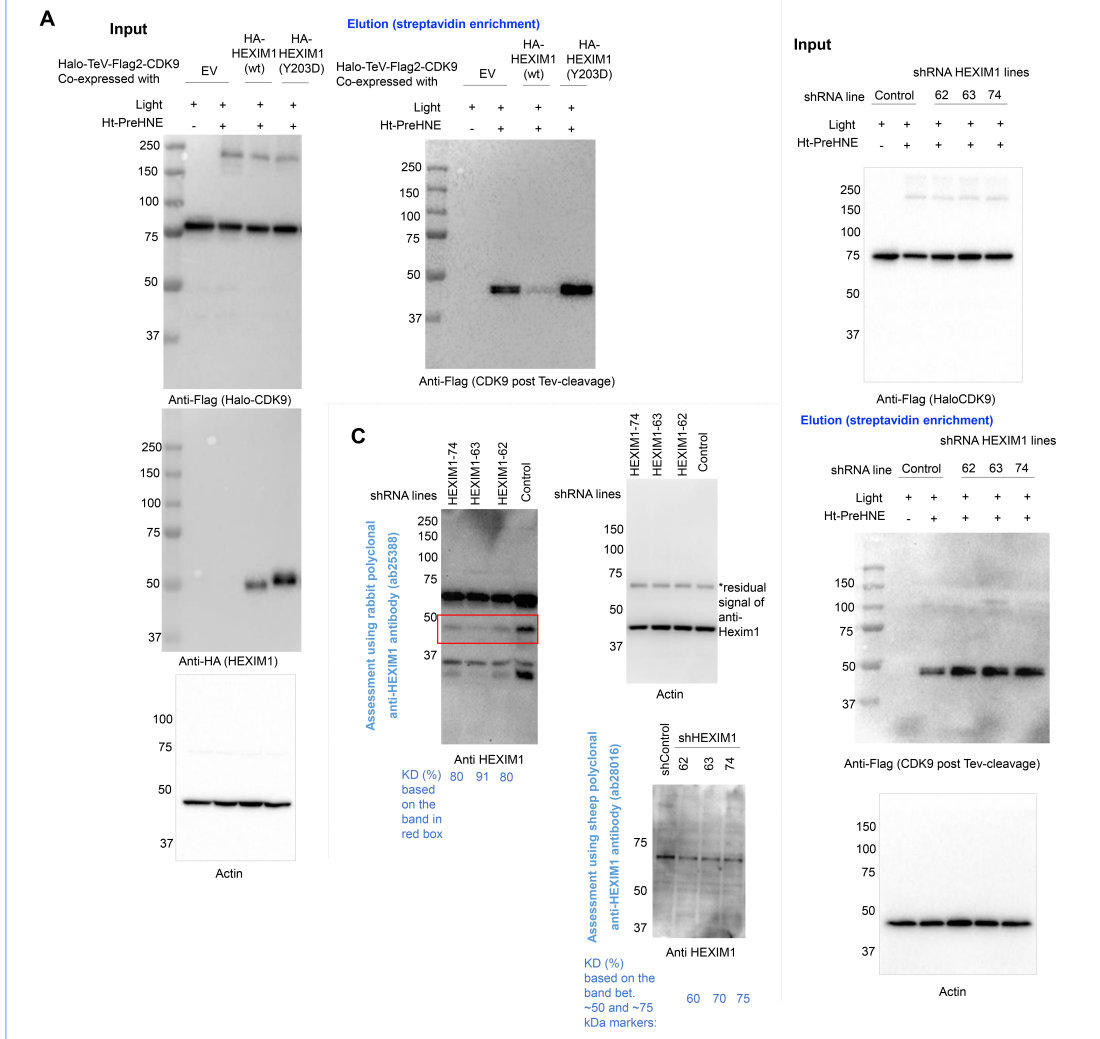 A
Input
Halo-TeV-Flag2-CDK9
Co-expressed with
EV
HA-
HEXIM1
(wt)
HA-
HEXIM1
(Y203D)
Light + + + +
Ht-PreHNE - + + +
250
150
100
75
50
37
Anti-Flag (Halo-CDK9)
250
150
100
75
50
37
Anti-HA (HEXIM1)
100
75
50
37
Actin
Elution (streptavidin enrichment)
Halo-TeV-Flag2-CDK9
Co-expressed with
EV
HA-
HEXIM1
(wt)
HA-
HEXIM1
(Y203D)
Light + + + +
Ht-PreHNE - + + +
250
150
100
75
50
37
Anti-Flag (CDK9 post Tev-cleavage)
C
shRNA lines
HEXIM1-74
HEXIM1-63
HEXIM1-62
Control
Assessment using rabbit polyclonal
anti-HEXIM1 antibody (ab25388)
250
150
100
75
50
37
Anti HEXIM1
KD (%) 80 91 80
based
on the
band in
red box
shRNA lines
HEXIM1-74
HEXIM1-63
HEXIM1-62
Control
150
100
75
50
37
*residual
signal of
anti-
Hexim1
Actin
Assessment using sheep polyclonal
anti-HEXIM1 antibody (ab28016)
shControl
shHEXIM1
62 63 74
75
50
37
Anti HEXIM1
KD (%)
based on the
band bet.
~50 and ~75
kDa markers:
60 70 75
Input
shRNA HEXIM1 lines
shRNA line Control 62 63 74
Light + + + + +
Ht-PreHNE - + + + +
250
150
100
75
50
37
Anti-Flag (HaloCDK9)
Elution (streptavidin enrichment)
shRNA HEXIM1 lines
shRNA line Control 62 63 74
Light + + + + +
Ht-PreHNE - + + + +
150
100
75
50
37
Anti-Flag (CDK9 post Tev-cleavage)
150
100
75
50
37
Actin